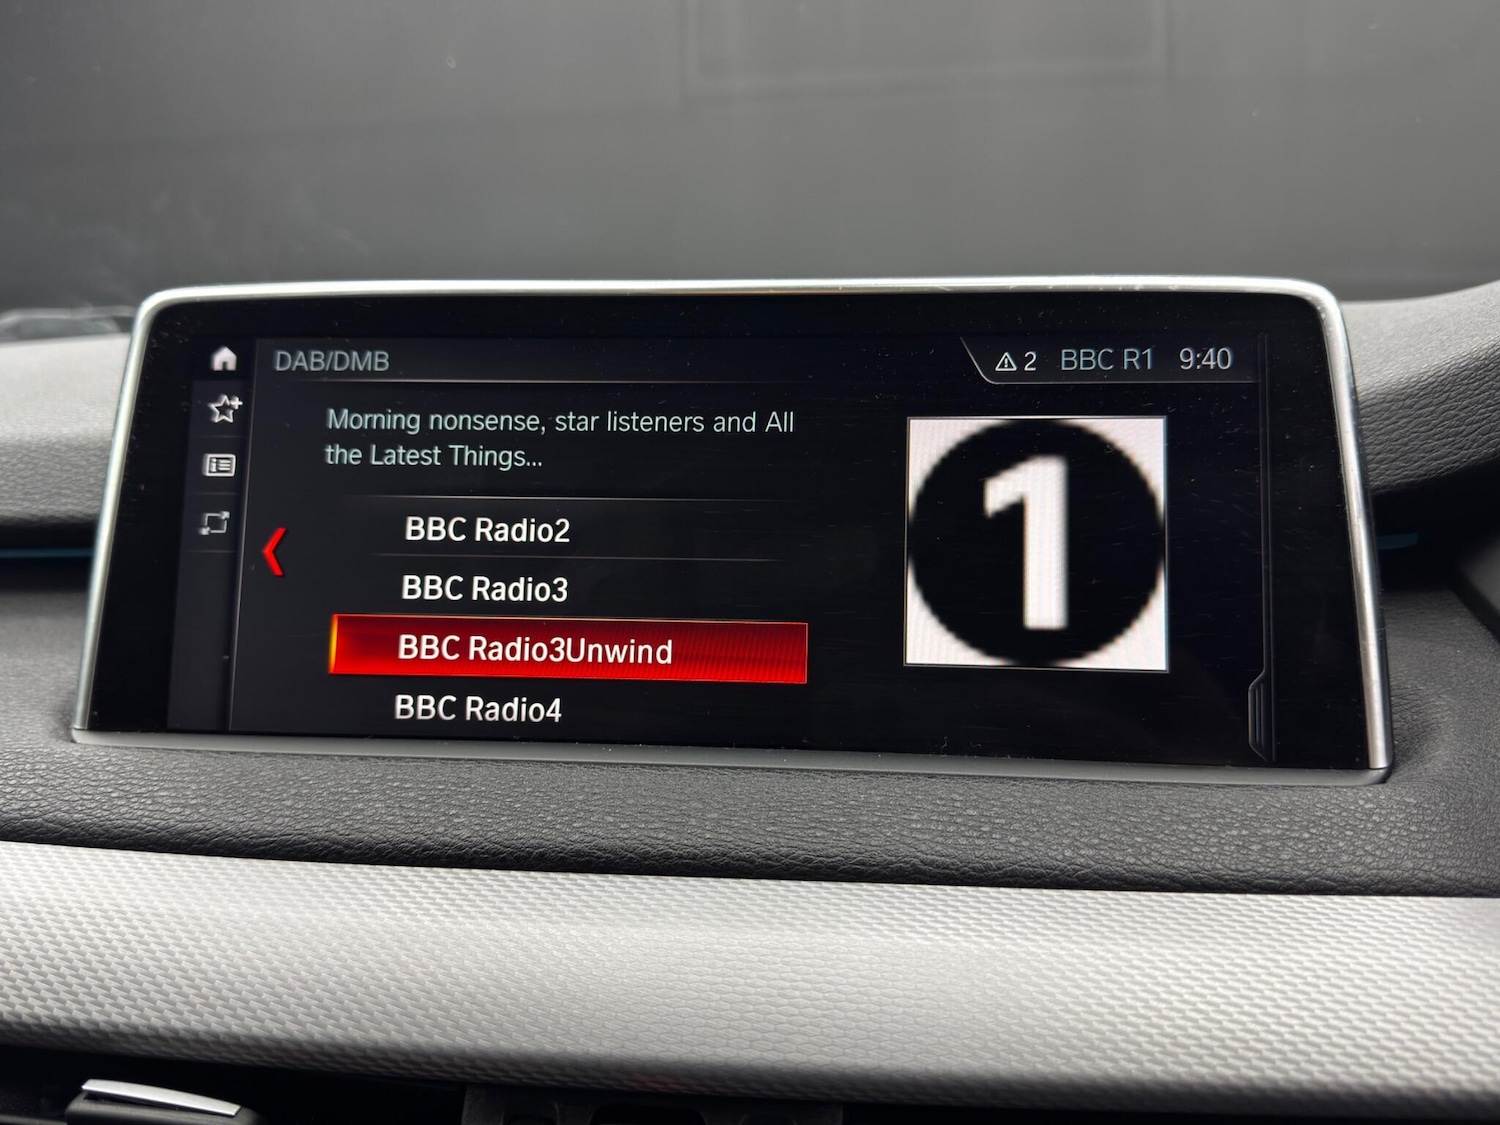 DAB/DMB
2 BBC R1 9:40
Morning nonsense, star listeners and All
the Latest Things...
BBC Radio2
BBC Radio3
BBC Radio3Unwind
BBC Radio4
1